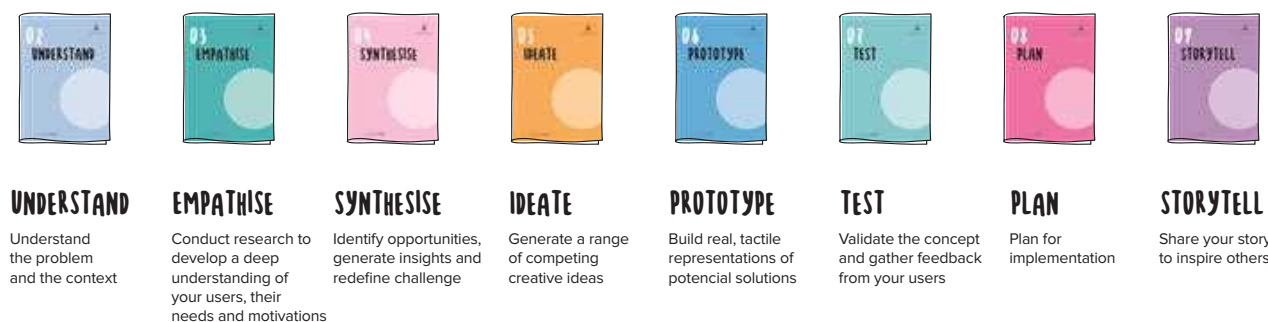 02
UNDERSTAND
03
EMPATHISE
04
SYNTHESISE
05
IDEATE
06
PROTOTYPE
07
TEST
08
PLAN
09
STORYTELL
UNDERSTAND
Understand
the problem
and the context
EMPATHISE
Conduct research to
develop a deep
understanding of
your users, their
needs and motivations
SYNTHESISE
Identify opportunities,
generate insights and
redefine challenge
IDEATE
Generate a range
of competing
creative ideas
PROTOTYPE
Build real, tactile
representations of
potencial solutions
TEST
Validate the concept
and gather feedback
from your users
PLAN
Plan for
implementation
STORYTELL
Share your story
to inspire others